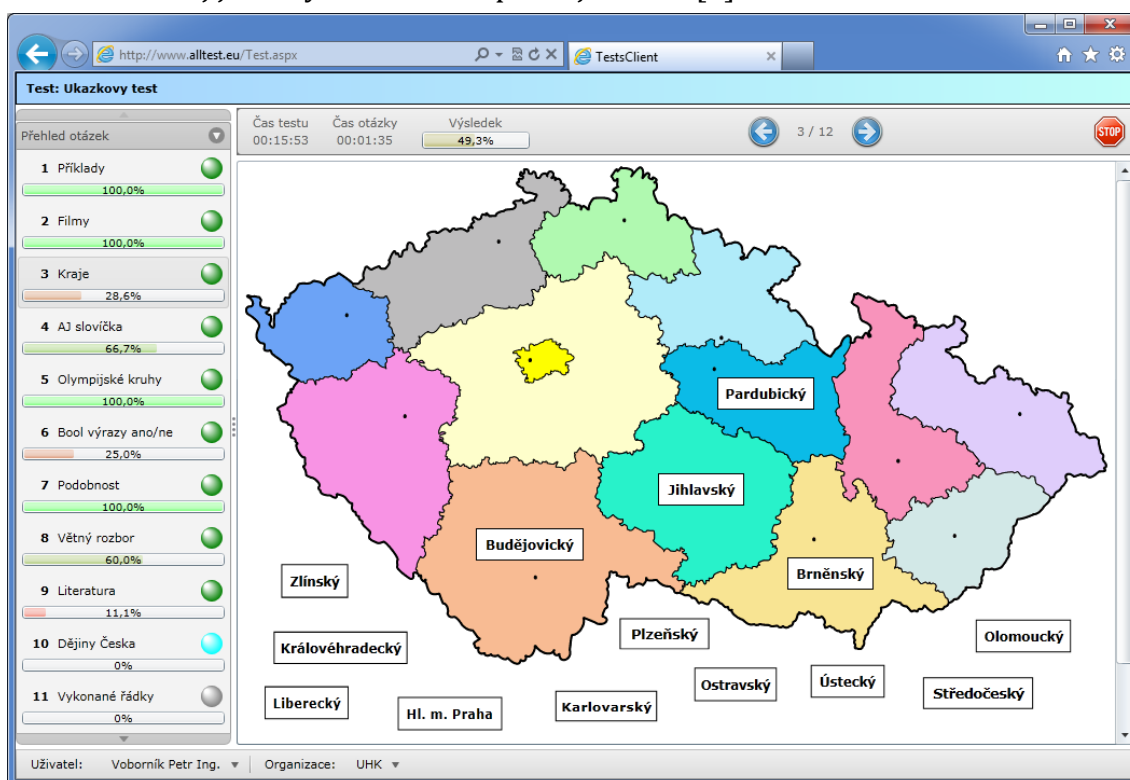 http://www.alltest.eu/Test.aspx
TestsClient
Test: Ukazkovy test
Přehled otázek
1 Příklady
100,0%
2 Filmy
100,0%
3 Kraje
28,6%
4 AJ slovíčka
66,7%
5 Olympijské kruhy
100,0%
6 Bool výrazy ano/ne
25,0%
7 Podobnost
100,0%
8 Větný rozbor
60,0%
9 Literatura
11,1%
10 Dějiny Česka
0%
11 Vykonané řádky
0%
Čas testu Čas otázky Výsledek
00:15:53 00:01:35 49,3%
3 / 12
STOP
Pardubický
Jihlavský
Budějovický
Brněnský
Zlínský
Plzeňský
Olomoucký
Královéhradecký
Ostravský
Ústecký
Středočeský
Liberecký
Hl. m. Praha
Karlovarský
Uživatel: Voborník Petr Ing. Organizace: UHK